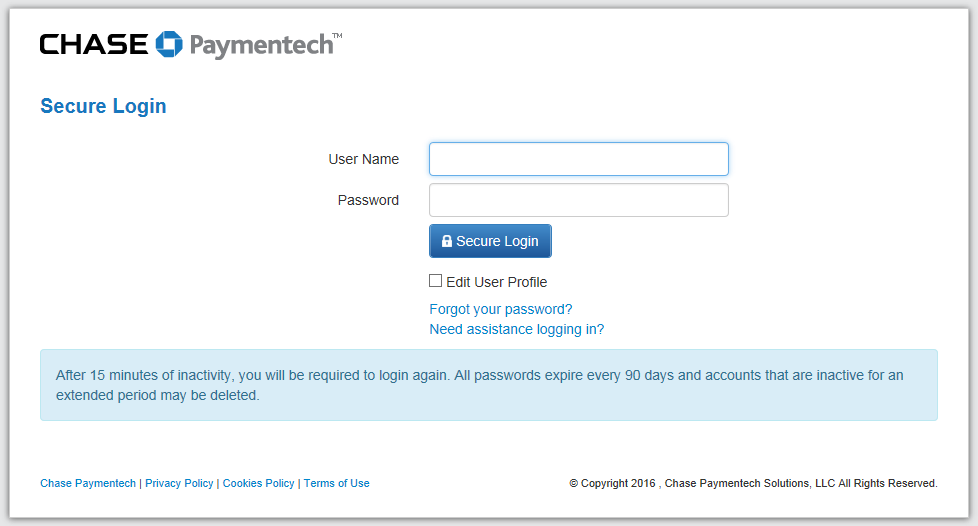 CHASE Paymentech™
Secure Login
User Name
Password
Secure Login
Edit User Profile
Forgot your password?
Need assistance logging in?
After 15 minutes of inactivity, you will be required to login again. All passwords expire every 90 days and accounts that are inactive for an
extended period may be deleted.
Chase Paymentech | Privacy Policy | Cookies Policy | Terms of Use
© Copyright 2016 , Chase Paymentech Solutions, LLC All Rights Reserved.